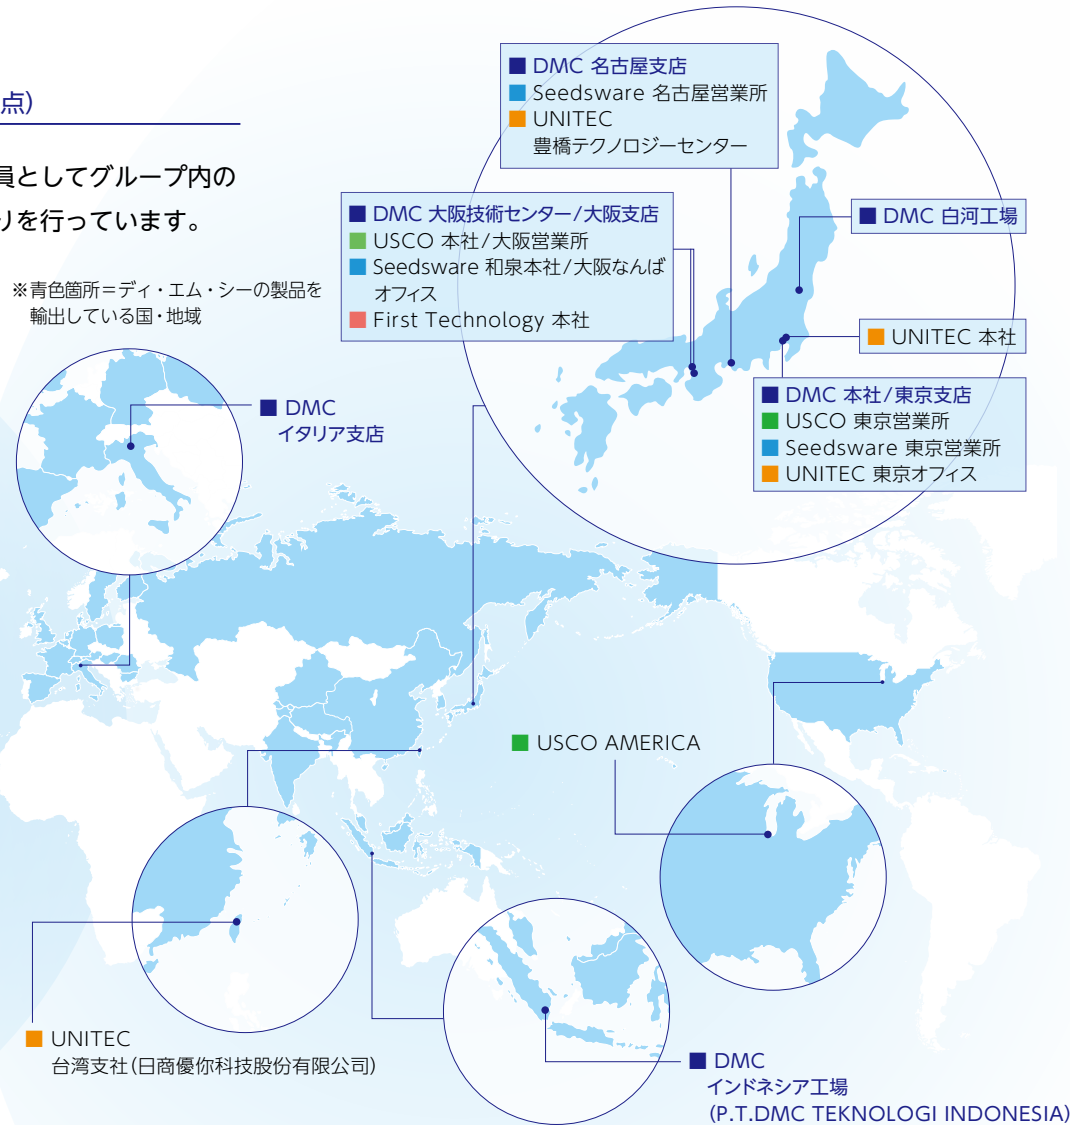 点)
員としてグループ内の
りを行っています。
※青色箇所＝ディ・エム・シーの製品を
輸出している国・地域
■ DMC 名古屋支店
■ Seedsware 名古屋営業所
■ UNITEC
豊橋テクノロジーセンター
■ DMC 大阪技術センター/大阪支店
■ USCO 本社/大阪営業所
■ Seedsware 和泉本社/大阪なんば
オフィス
■ First Technology 本社
■ DMC 白河工場
■ UNITEC 本社
■ DMC 本社/東京支店
■ USCO 東京営業所
■ Seedsware 東京営業所
■ UNITEC 東京オフィス
■ DMC
イタリア支店
■ USCO AMERICA
■ UNITEC
台湾支社(日商優你科技股份有限公司)
■ DMC
インドネシア工場
(P.T.DMC TEKNOLOGI INDONESIA)